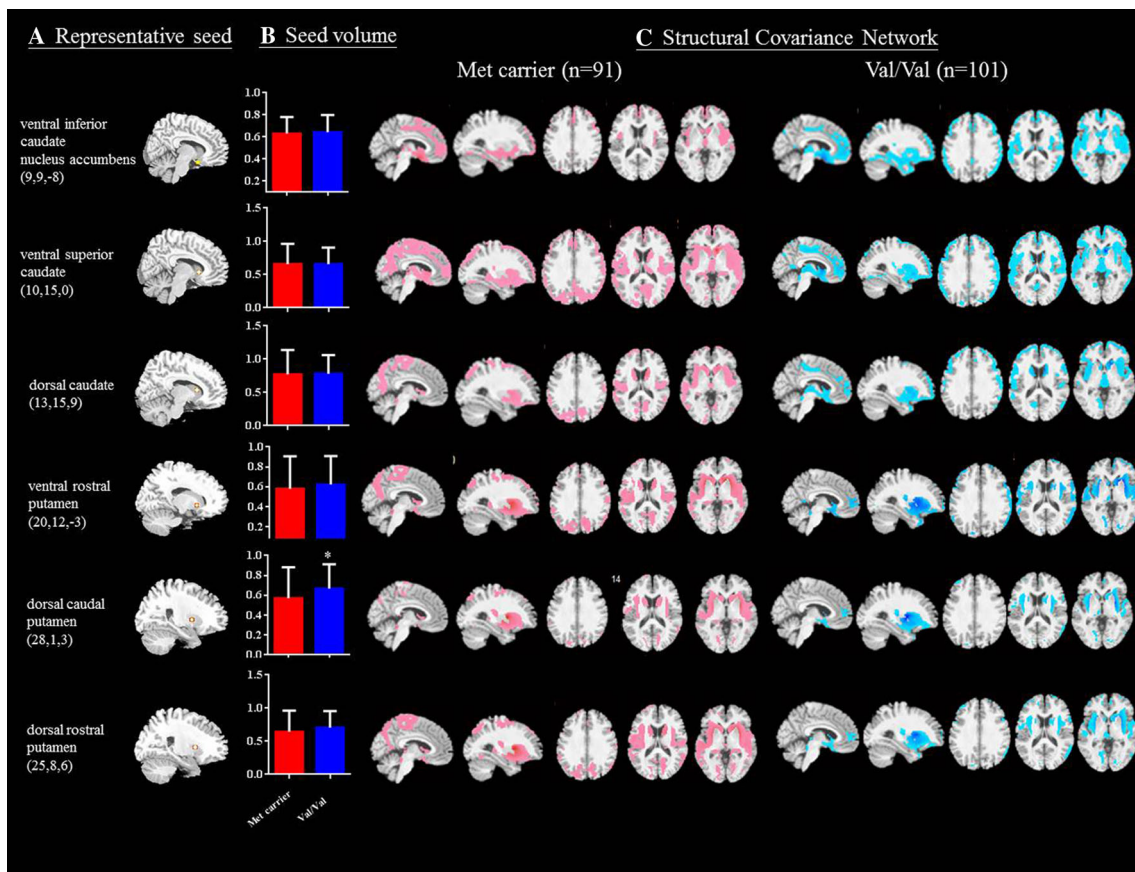 A Representative seed
B Seed volume
C Structural Covariance Network
Met carrier (n=91)
Val/Val (n=101)
ventral inferior
caudate
nucleus accumbens
(9,9,-8)
1.0
0.8
0.6
0.4
0.2
ventral superior
caudate
(10,15,0)
1.5
1.0
0.5
0.0
dorsal caudate
(13,15,9)
1.5
1.0
0.5
0.0
ventral rostral
putamen
(20,12,-3)
1.0
0.8
0.6
0.4
0.2
dorsal caudal
putamen
(28,1,3)
1.0
0.8
0.6
0.4
0.2
0.0
*
14
dorsal rostral
putamen
(25,8,6)
1.5
1.0
0.5
0.0
Met carrier
Val/Val